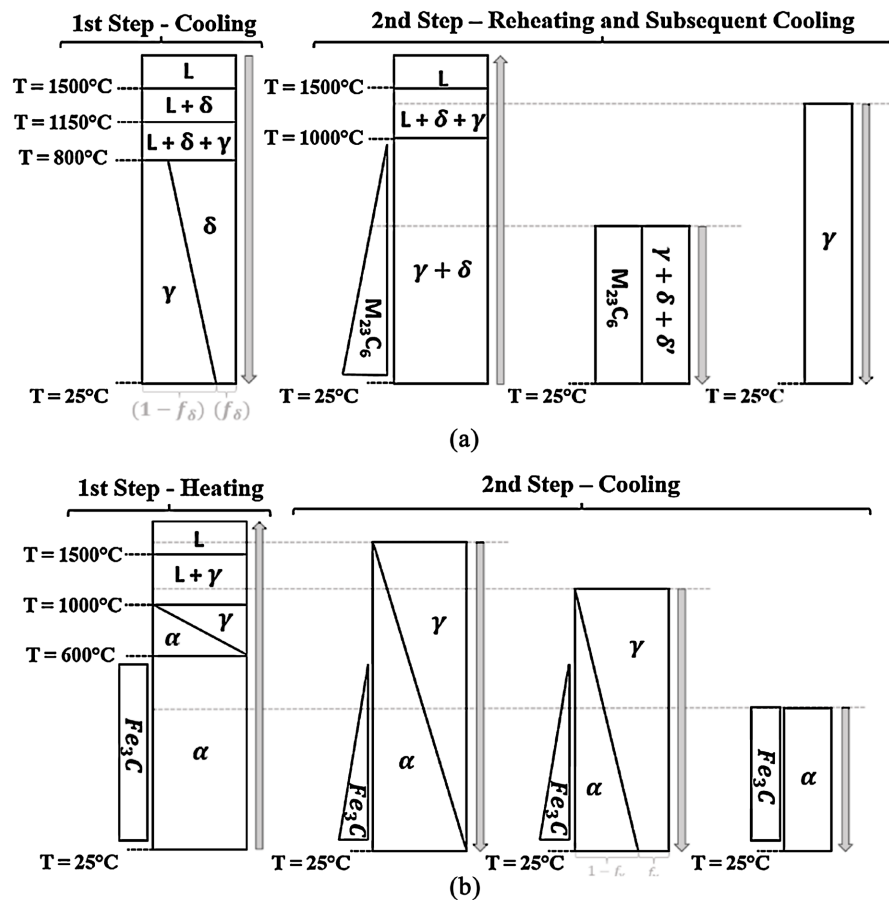 1st Step - Cooling
2nd Step – Reheating and Subsequent Cooling
L
T = 1500°C
L + δ
T = 1150°C
L + δ + γ
T = 800°C
δ
γ
T = 25°C
(1 − fδ) (fδ)
L
T = 1500°C
L + δ + γ
T = 1000°C
γ + δ
M23C6
T = 25°C
M23C6
γ + δ + δ′
T = 25°C
γ
T = 25°C
(a)
1st Step - Heating
2nd Step – Cooling
L
T = 1500°C
L + γ
T = 1000°C
γ
α
T = 600°C
Fe3C
α
T = 25°C
γ
α
Fe3C
T = 25°C
γ
α
Fe3C
T = 25°C
Fe3C
α
T = 25°C
(b)